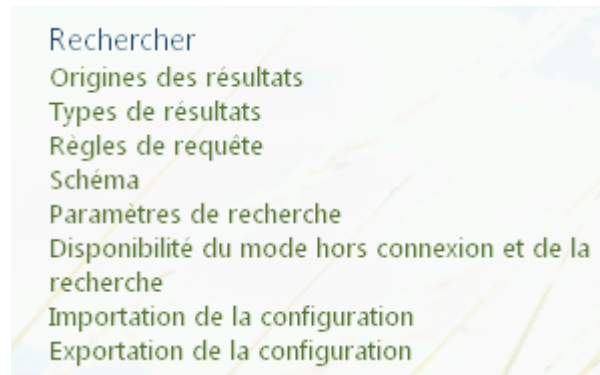 Rechercher
Origines des résultats
Types de résultats
Règles de requête
Schéma
Paramètres de recherche
Disponibilité du mode hors connexion et de la
recherche
Importation de la configuration
Exportation de la configuration